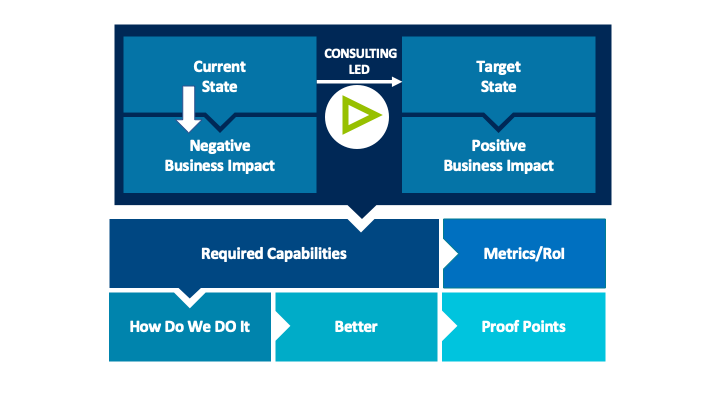 CONSULTING
LED
Current
State
Target
State
Negative
Business Impact
Positive
Business Impact
Required Capabilities
Metrics/RoI
How Do We DO It
Better
Proof Points